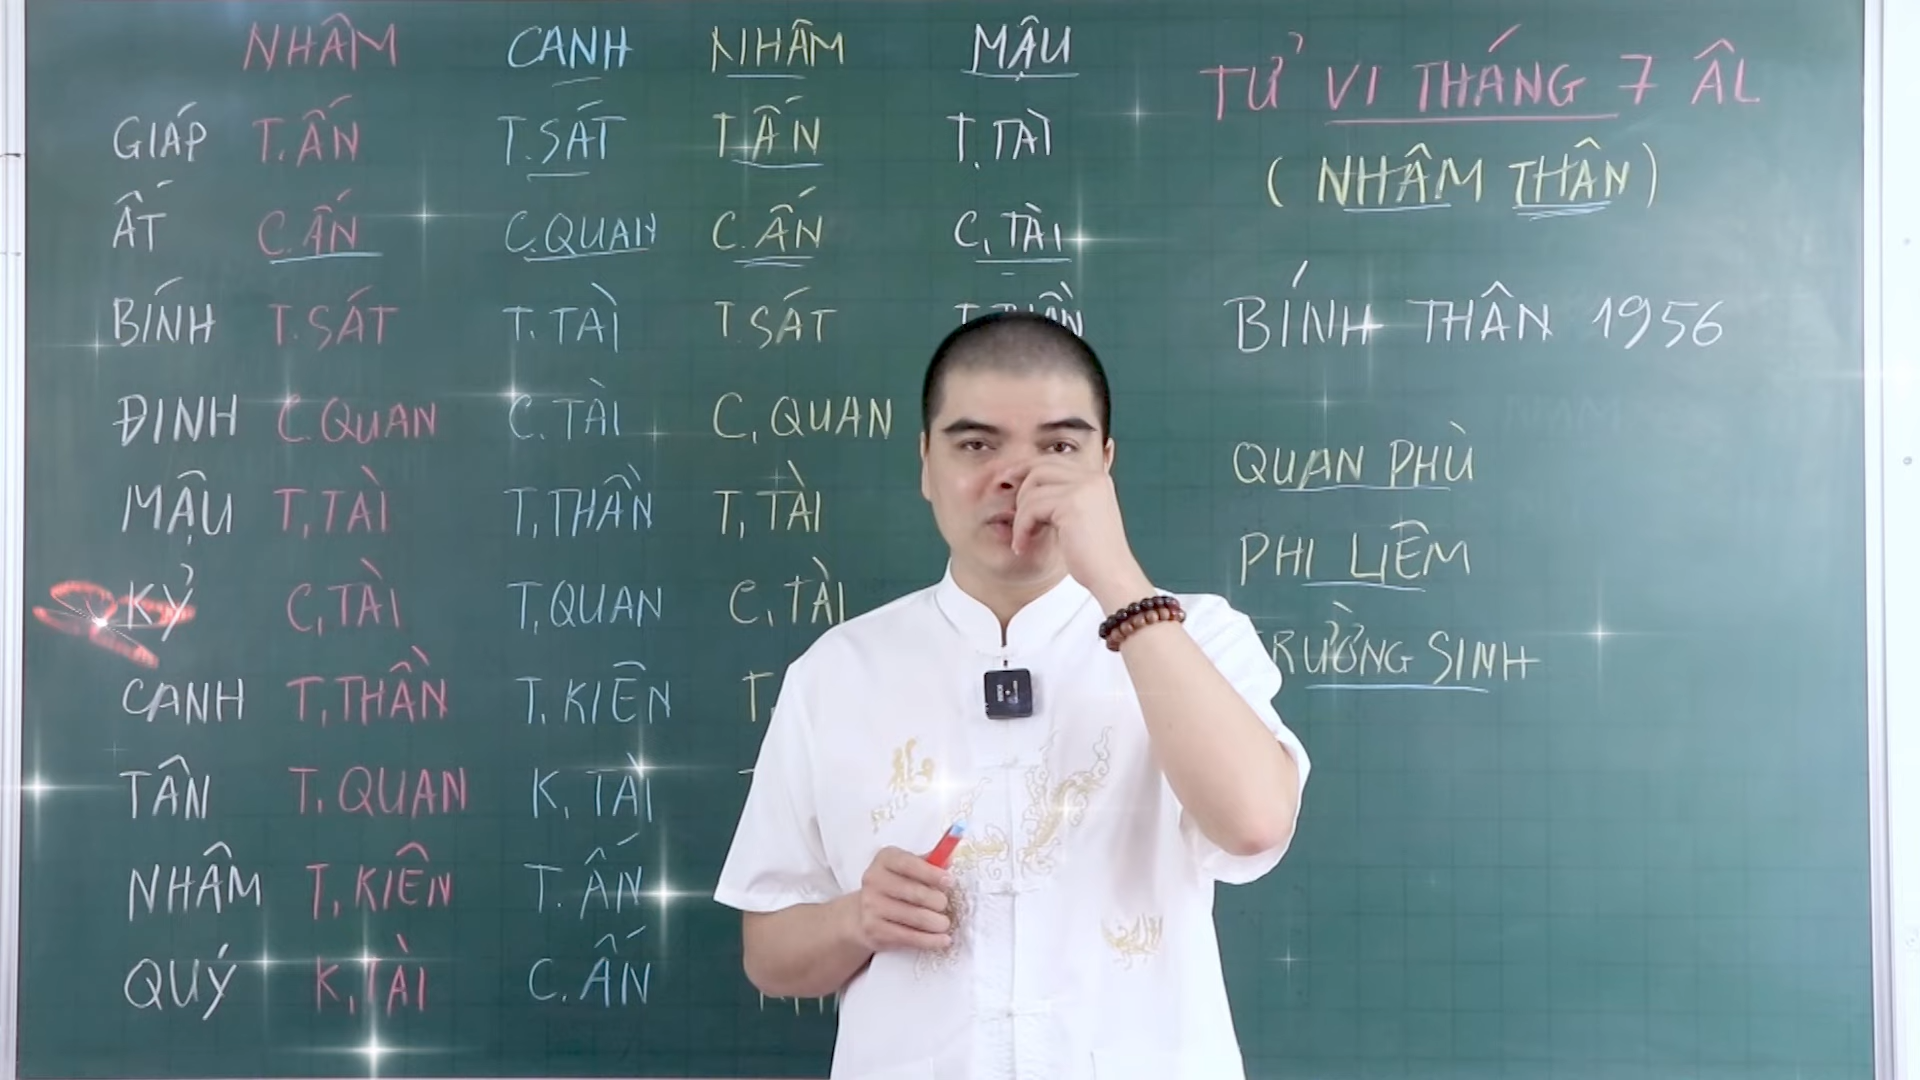 NHÂM CANH NHÂM MẬU
GIÁP T.ẤN T.SÁT T.ẤN T.TÀI
ẤT C.ẤN C.QUAN C.ẤN C,TÀI
BÍNH T.SÁT T.TÀI T.SÁT
ĐINH C.QUAN C.TÀI C,QUAN
MẬU T,TÀI T,THẦN T,TÀI
KỶ C,TÀI T,QUAN C,TÀI
CANH T,THẦN T,KIÊN
TÂN T.QUAN K,TÀI
NHÂM T,KIÊN T.ẤN
QUÝ K,TÀI C.ẤN
TỬ VI THÁNG 7 ÂL
(NHÂM THÂN)
BÍNH THÂN 1956
QUAN PHÙ
PHI LIÊM
SINH